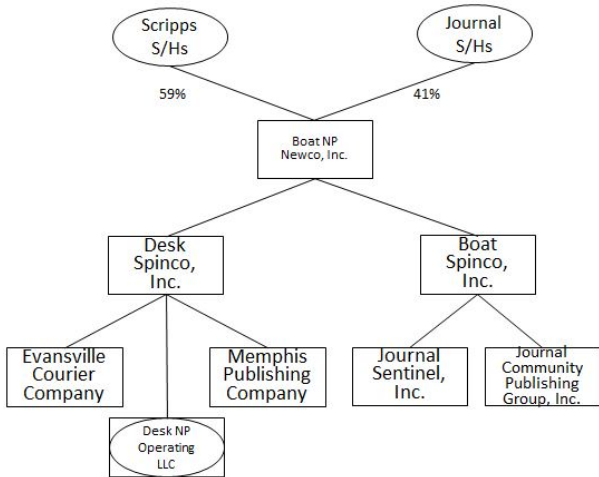 Scripps
S/Hs
Journal
S/Hs
59%
41%
Boat NP
Newco, Inc.
Desk
Spinco,
Inc.
Boat
Spinco,
Inc.
Evansville
Courier
Company
Memphis
Publishing
Company
Journal
Sentinel,
Inc.
Journal
Community
Publishing
Group, Inc.
Desk NP
Operating
LLC